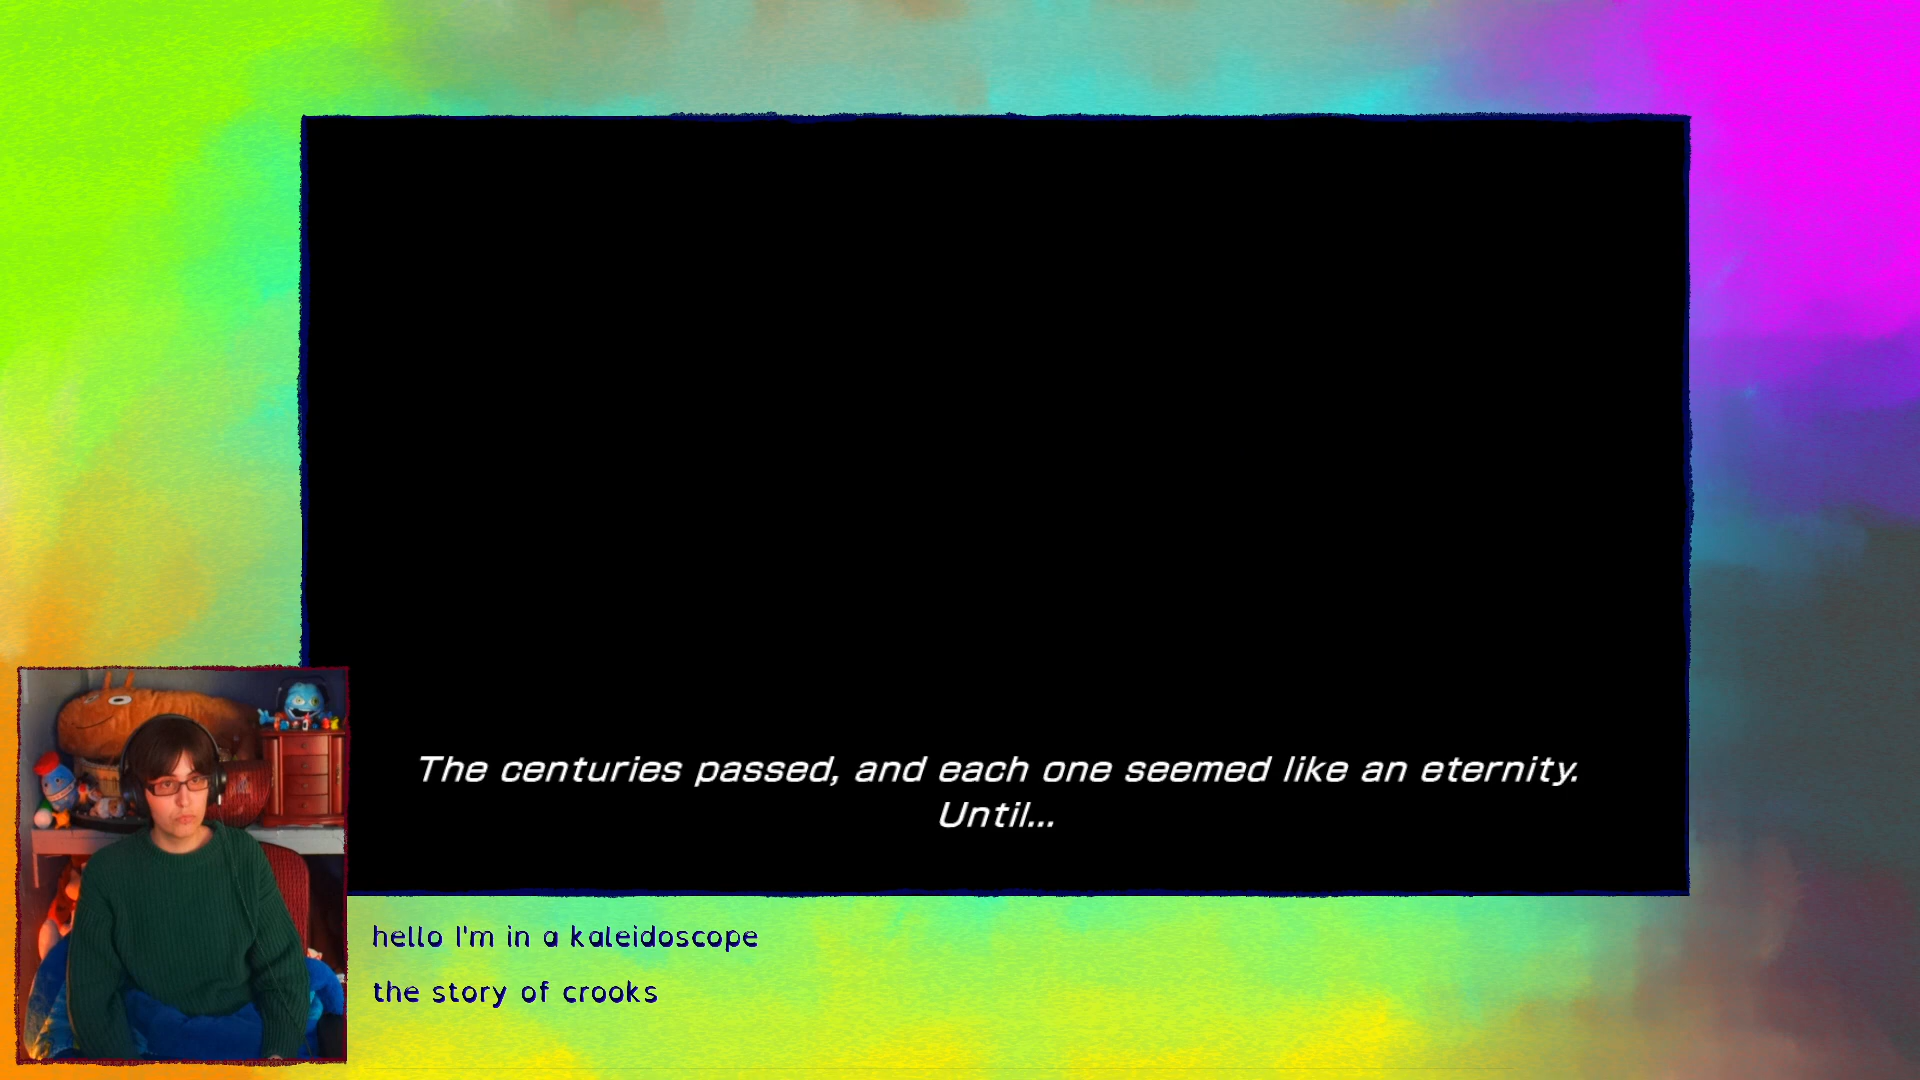 The centuries passed, and each one seemed like an eternity.
Until...
hello I'm in a kaleidoscope
the story of crooks